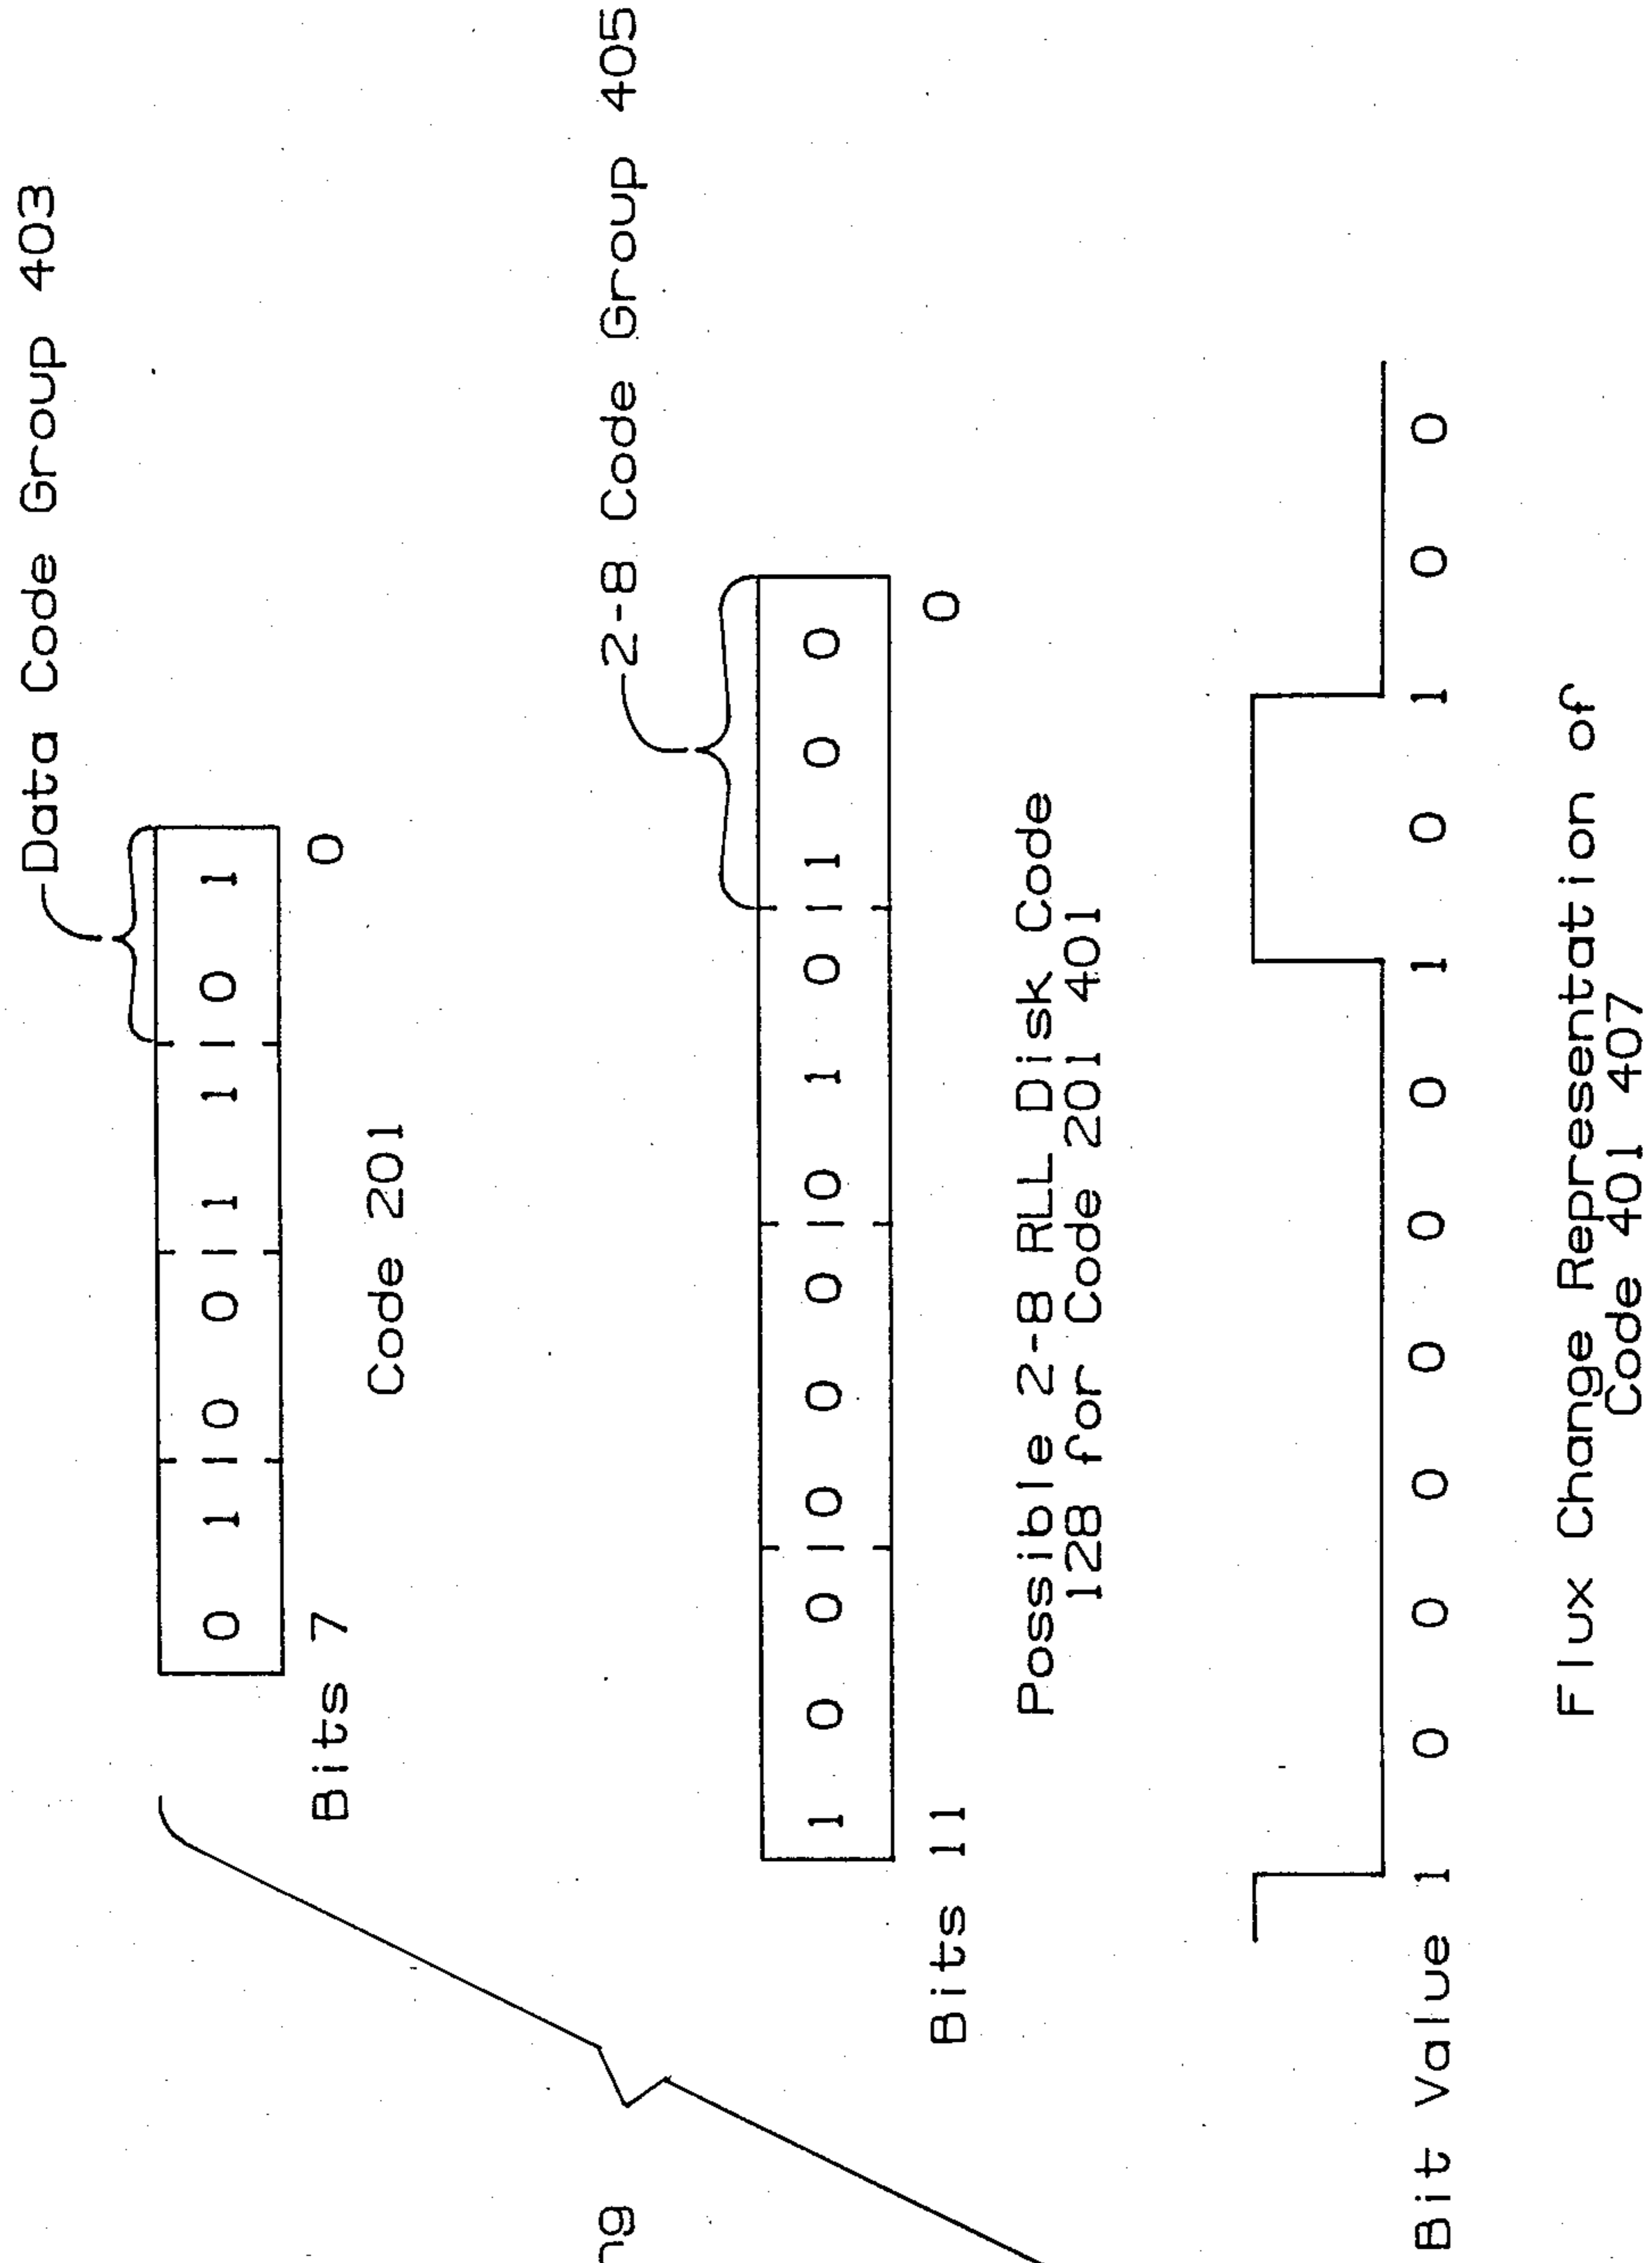 Data Code Group 403
0 1 | 0 0 | 1 1 | 0 1
Bits 7 0
Code 201
ng
2-8 Code Group 405
1 0 0 | 0 0 0 | 0 1 0 | 1 0 0
Bits 11 0
Possible 2-8 RLL Disk Code
128 for Code 201 401
Bit Value 1 0 0 0 0 0 0 1 0 1 0 0
Flux Change Representation of
Code 401 407